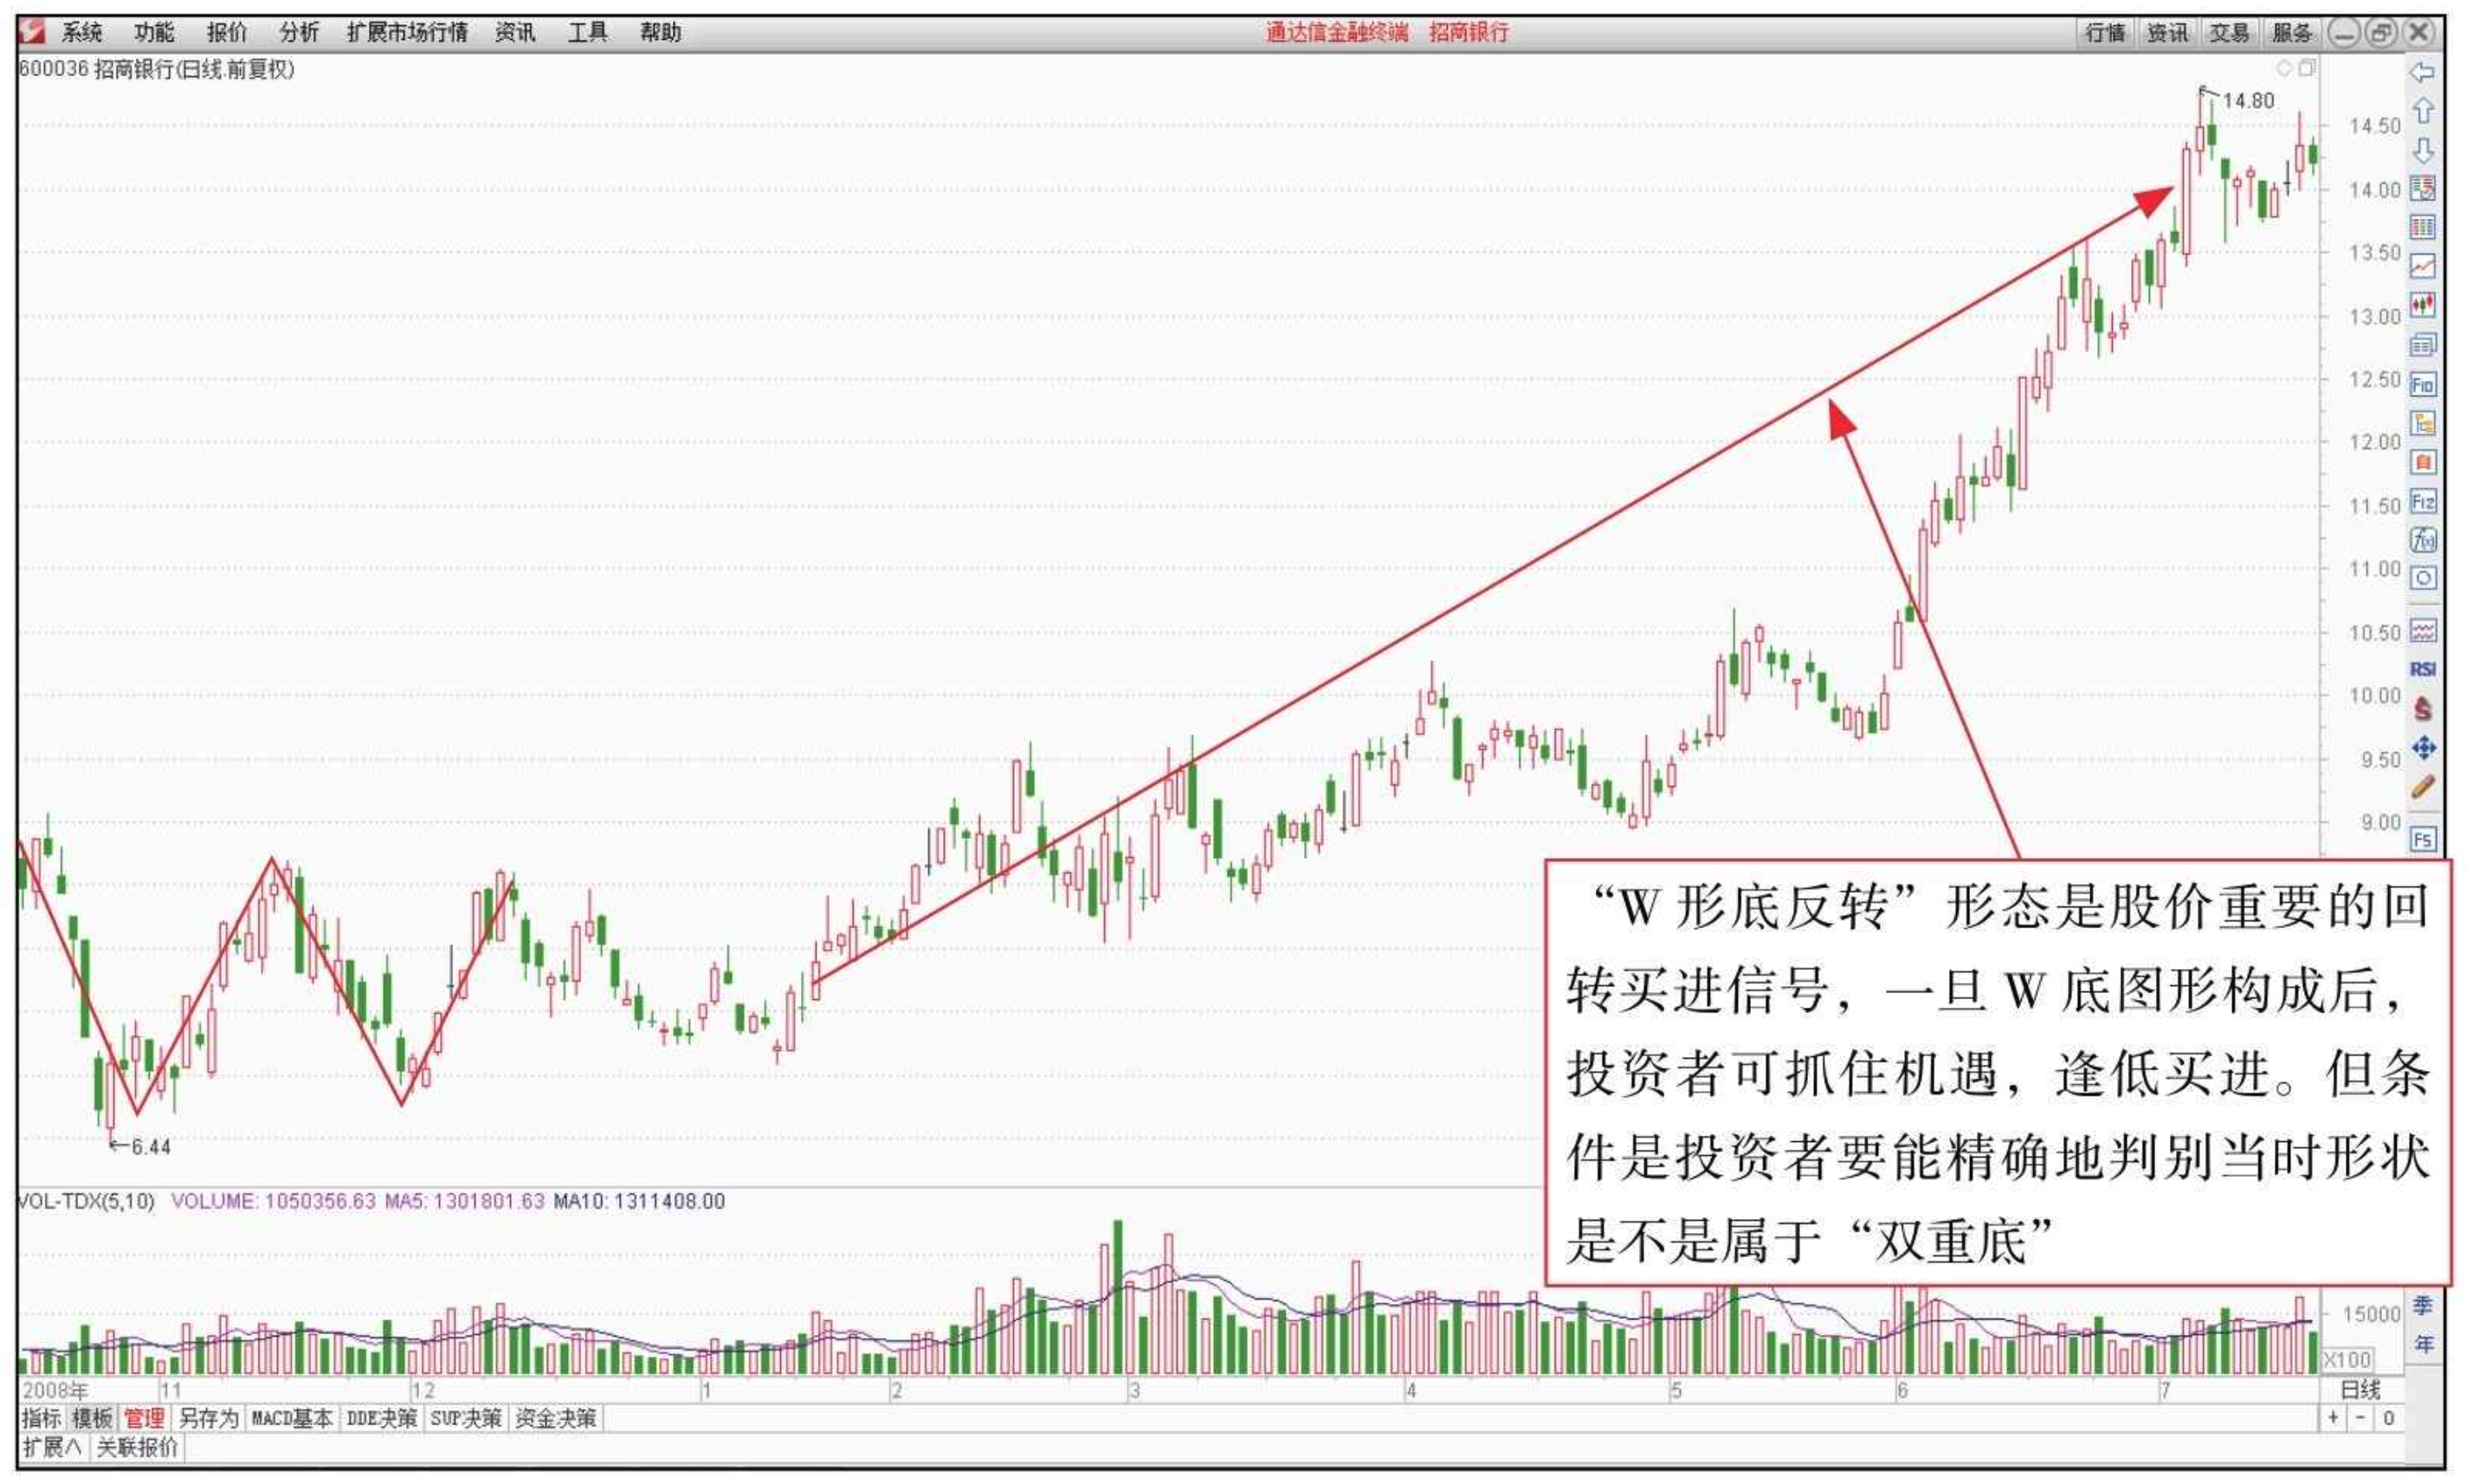 系统 功能 报价 分析 扩展市场行情 资讯 工具 帮助 通达信金融终端 招商银行 行情 资讯 交易 服务
600036 招商银行(日线.前复权)
14.80
14.50
14.00
13.50
13.00
12.50
12.00
11.50
11.00
10.50
10.00
9.50
9.00
F10
F12
f(x)
RSI
F5
6.44
“W 形底反转”形态是股价重要的回
转买进信号，一旦 W 底图形构成后，
投资者可抓住机遇，逢低买进。但条
件是投资者要能精确地判别当时形状
是不是属于“双重底”
VOL-TDX(5,10) VOLUME: 1050356.63 MA5: 1301801.63 MA10: 1311408.00
15000
季
年
X100
2008年 11 12 1 2 3 4 5 6 7 日线
指标 模板 管理 另存为 MACD基本 DDE决策 SUP决策 资金决策 + - 0
扩展∧ 关联报价